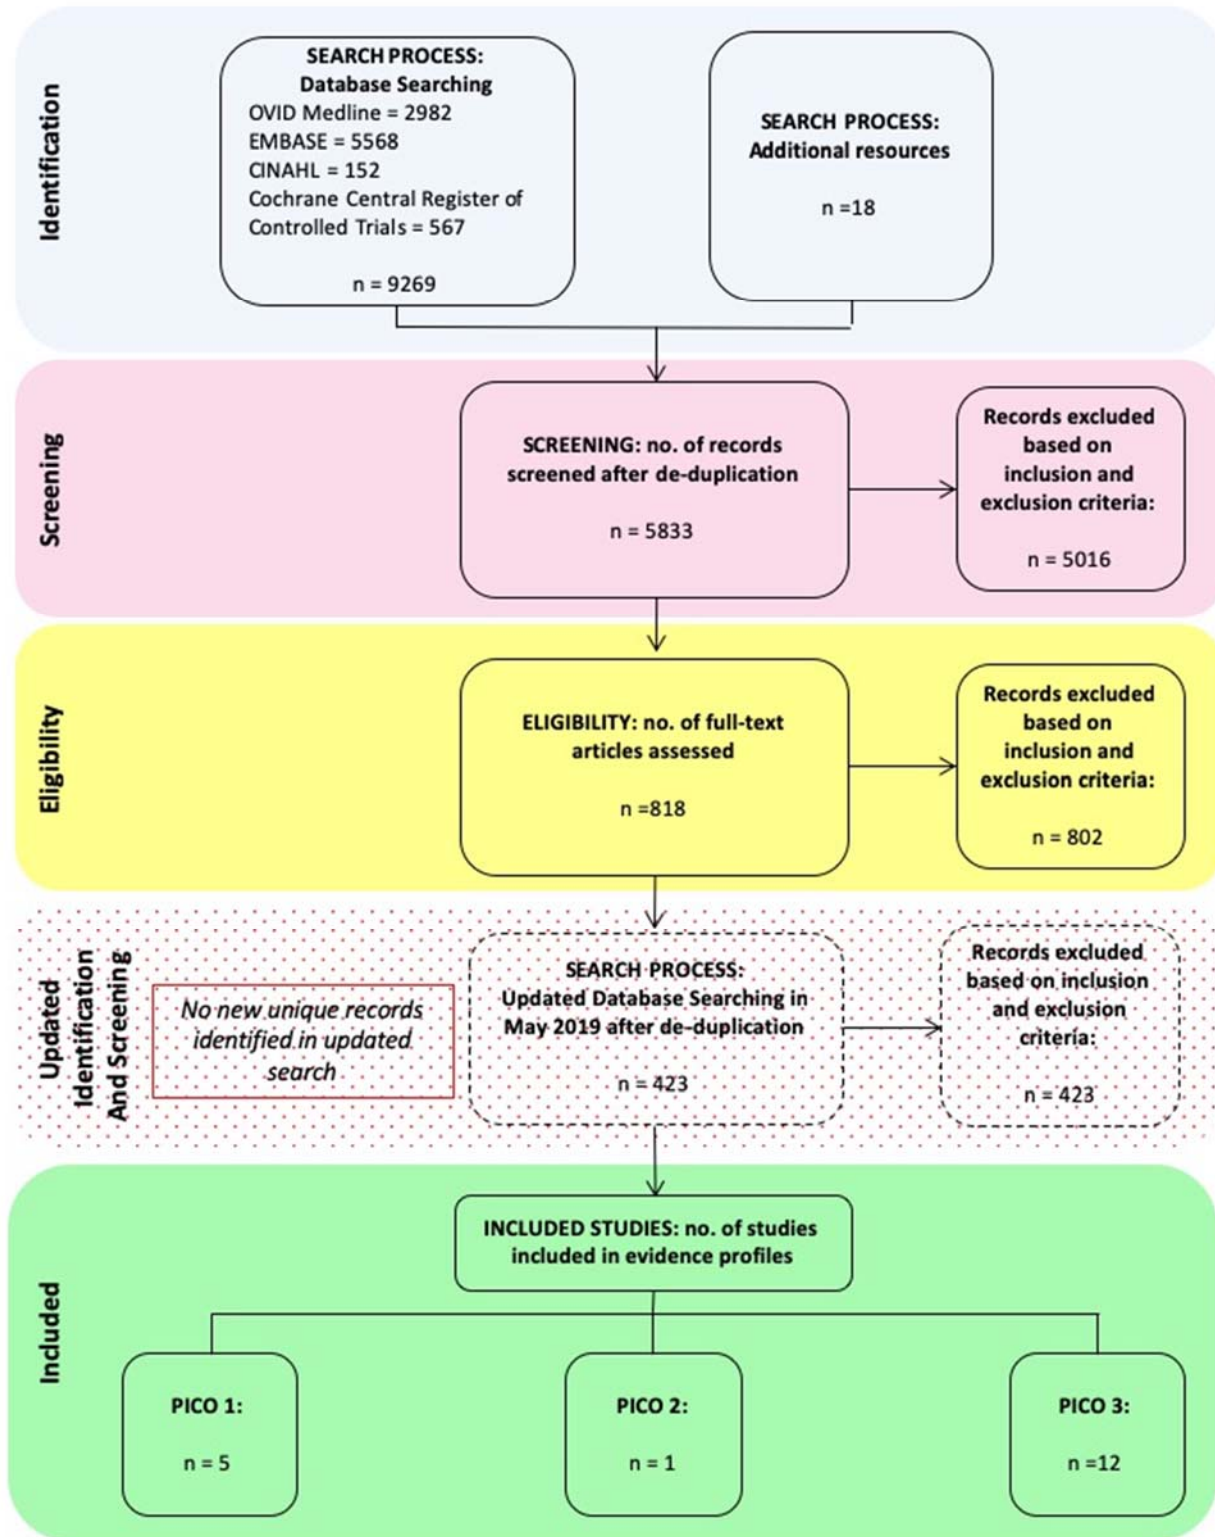 Identification
SEARCH PROCESS:
Database Searching
OVID Medline = 2982
EMBASE = 5568
CINAHL = 152
Cochrane Central Register of
Controlled Trials = 567
n = 9269
SEARCH PROCESS:
Additional resources
n =18
Screening
SCREENING: no. of records
screened after de-duplication
n = 5833
Records excluded
based on
inclusion and
exclusion criteria:
n = 5016
Eligibility
ELIGIBILITY: no. of full-text
articles assessed
n =818
Records excluded
based on
inclusion and
exclusion criteria:
n = 802
Updated
Identification
And Screening
No new unique records
identified in updated
search
SEARCH PROCESS:
Updated Database Searching in
May 2019 after de-duplication
n = 423
Records excluded
based on inclusion
and exclusion
criteria:
n = 423
Included
INCLUDED STUDIES: no. of studies
included in evidence profiles
PICO 1:
n = 5
PICO 2:
n = 1
PICO 3:
n =12